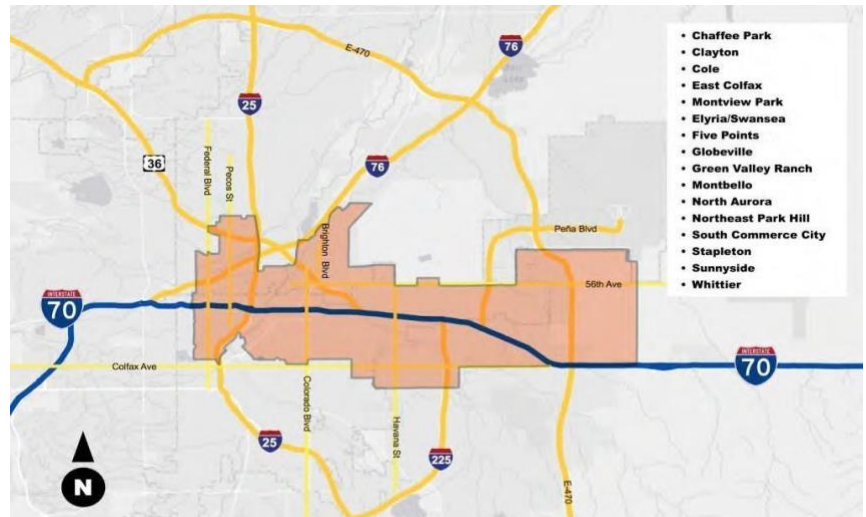 E-470
76
25
36
Federal Blvd
Pecos St
76
Brighton Blvd
Peña Blvd
56th Ave
INTERSTATE
70
Colfax Ave
INTERSTATE
70
Colorado Blvd
Havana St
25
225
E-470
N
• Chaffee Park
• Clayton
• Cole
• East Colfax
• Montview Park
• Elyria/Swansea
• Five Points
• Globeville
• Green Valley Ranch
• Montbello
• North Aurora
• Northeast Park Hill
• South Commerce City
• Stapleton
• Sunnyside
• Whittier